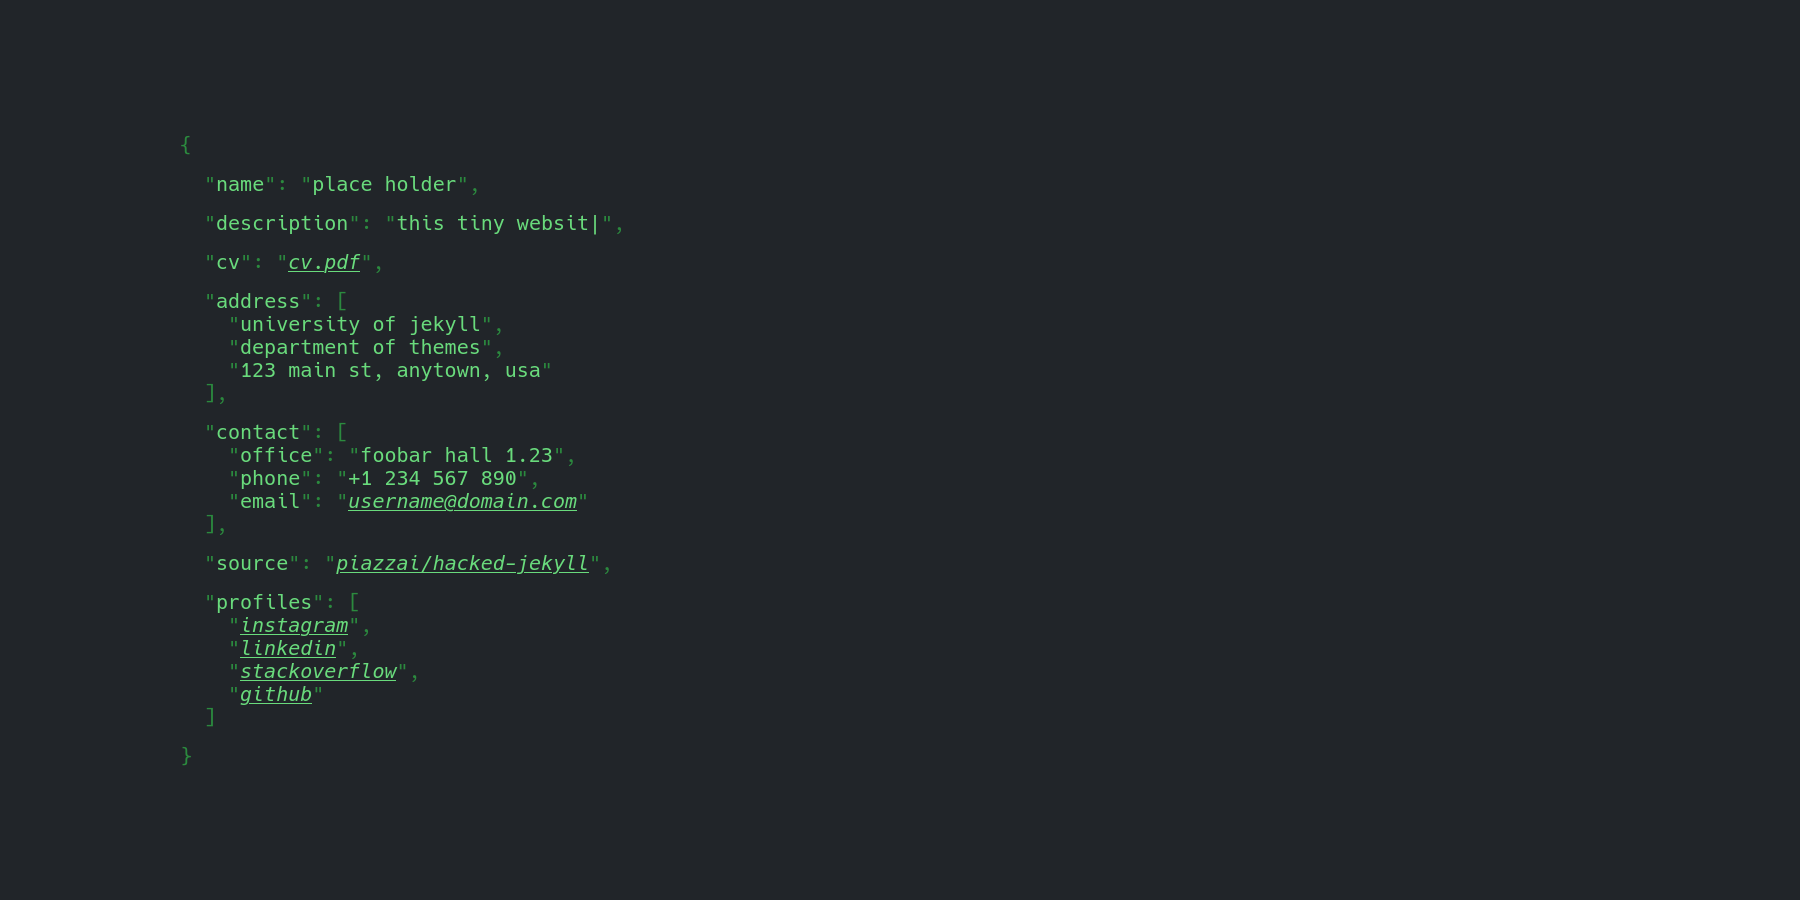 {
"name": "place holder",
"description": "this tiny websit|",
"cv": "cv.pdf",
"address": [
"university of jekyll",
"department of themes",
"123 main st, anytown, usa"
],
"contact": [
"office": "foobar hall 1.23",
"phone": "+1 234 567 890",
"email": "username@domain.com"
],
"source": "piazzai/hacked-jekyll",
"profiles": [
"instagram",
"linkedin",
"stackoverflow",
"github"
]
}